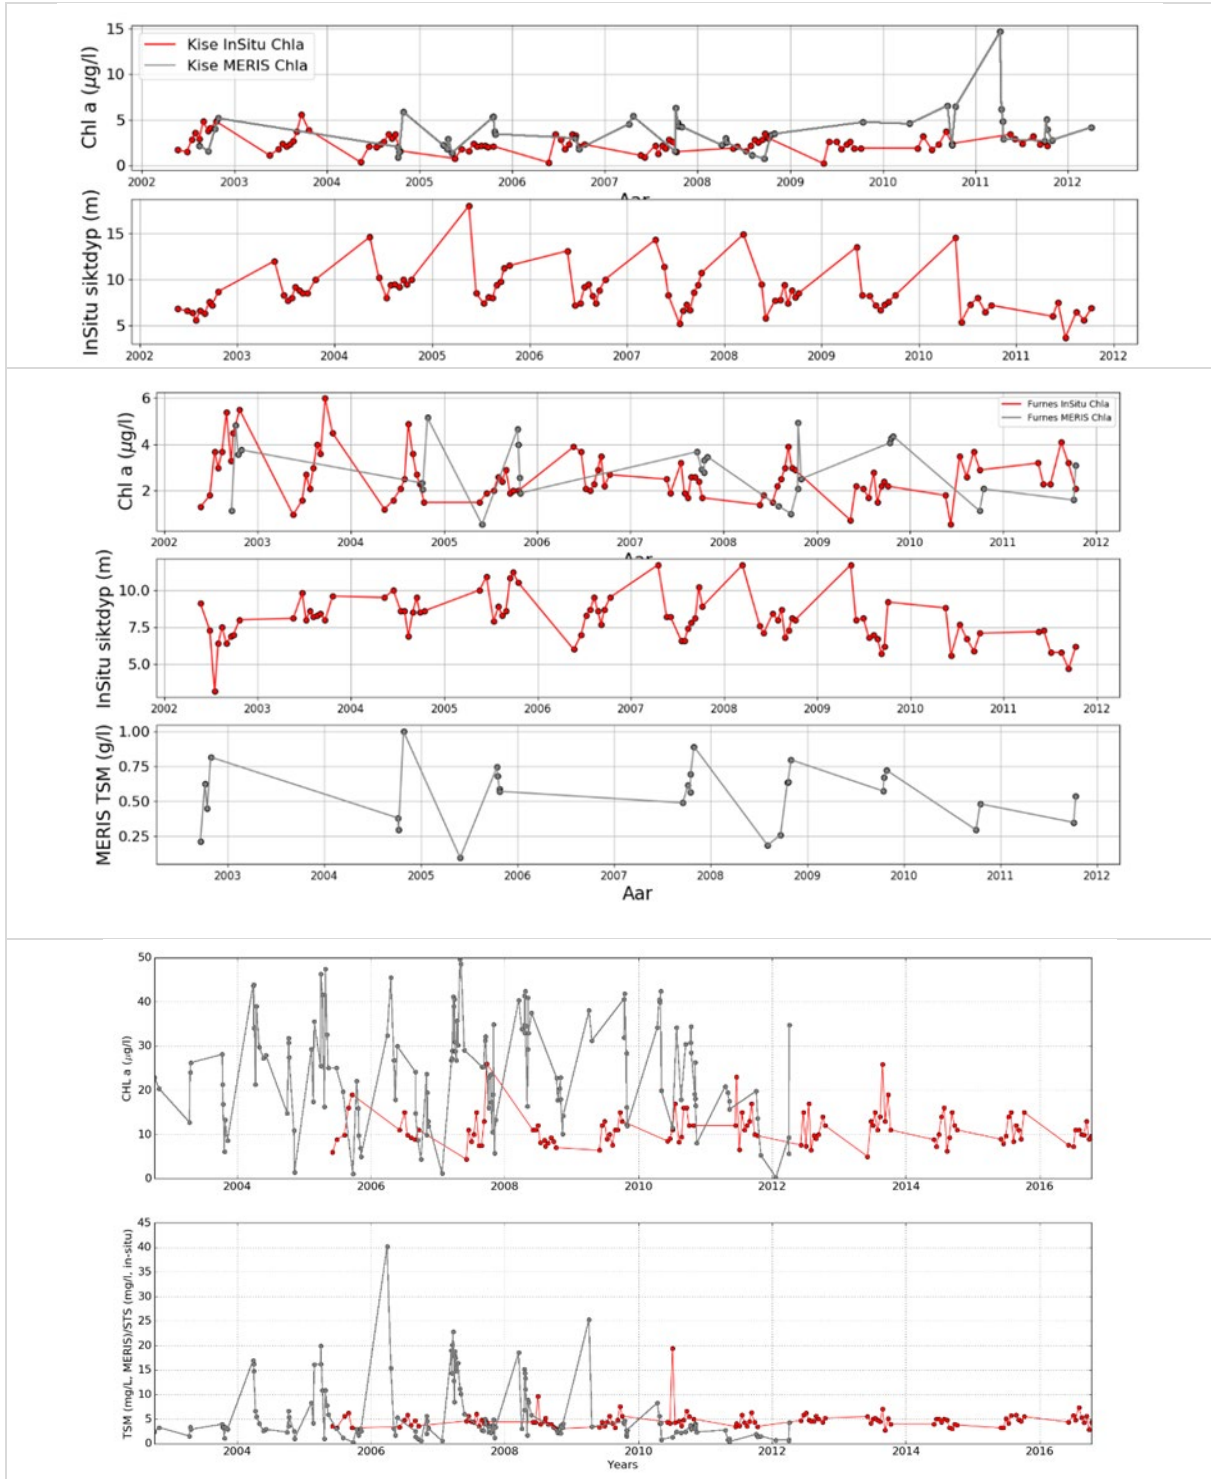 Chl a (µg/l)
15
10
5
0
Kise InSitu Chla
Kise MERIS Chla
2002 2003 2004 2005 2006 2007 2008 2009 2010 2011 2012
Aar
InSitu siktdyp (m)
15
10
5
2002 2003 2004 2005 2006 2007 2008 2009 2010 2011 2012
Chl a (µg/l)
6
4
2
Furnes InSitu Chla
Furnes MERIS Chla
2002 2003 2004 2005 2006 2007 2008 2009 2010 2011 2012
Aar
InSitu siktdyp (m)
10.0
7.5
5.0
2002 2003 2004 2005 2006 2007 2008 2009 2010 2011 2012
MERIS TSM (g/l)
1.00
0.75
0.50
0.25
2003 2004 2005 2006 2007 2008 2009 2010 2011 2012
Aar
CHL a (µg/l)
50
40
30
20
10
0
2004 2006 2008 2010 2012 2014 2016
TSM (mg/L, MERIS)/STS (mg/l, in-situ)
45
40
35
30
25
20
15
10
5
0
2004 2006 2008 2010 2012 2014 2016
Years